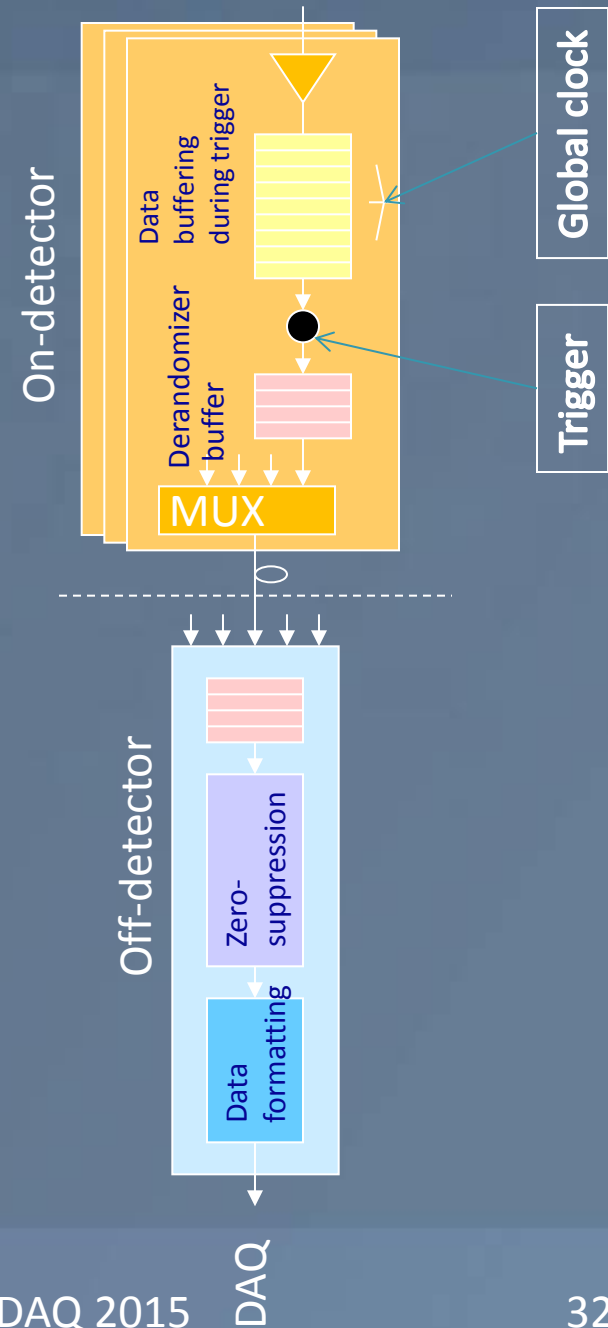 On-detector
Data
buffering
during trigger
Global clock
Derandomizer
buffer
Trigger
MUX
Off-detector
Zero-
suppression
Data
formatting
DAQ
DAQ 2015
32